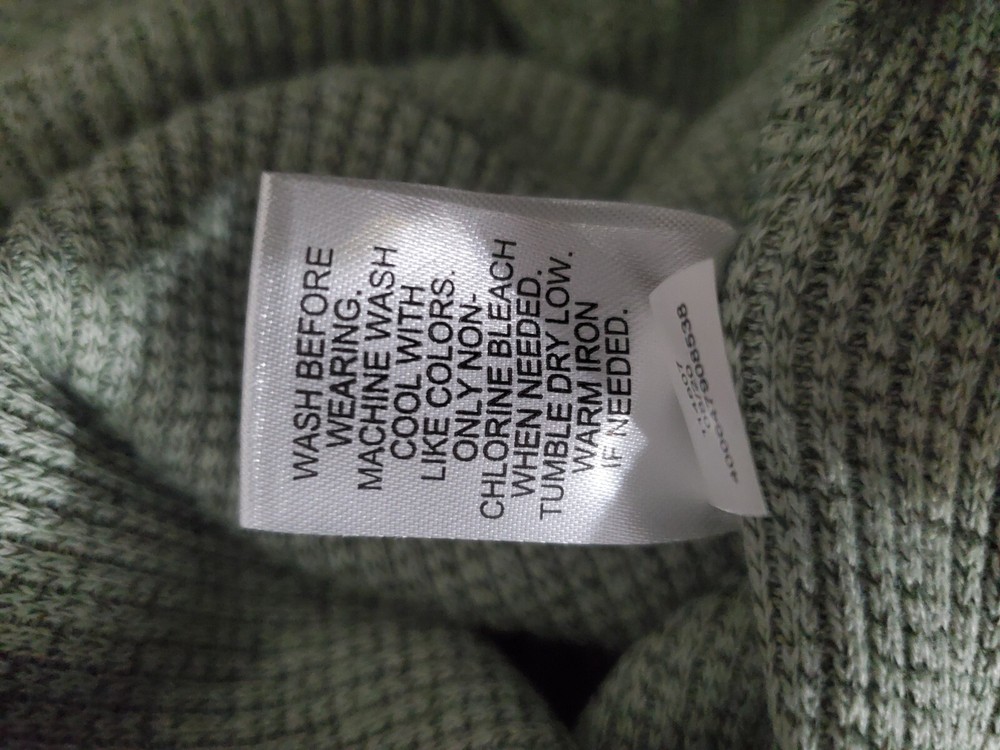 WASH BEFORE
WEARING.
MACHINE WASH
COOL WITH
LIKE COLORS.
ONLY NON-
CHLORINE BLEACH
WHEN NEEDED.
TUMBLE DRY LOW.
WARM IRON
IF NEEDED.